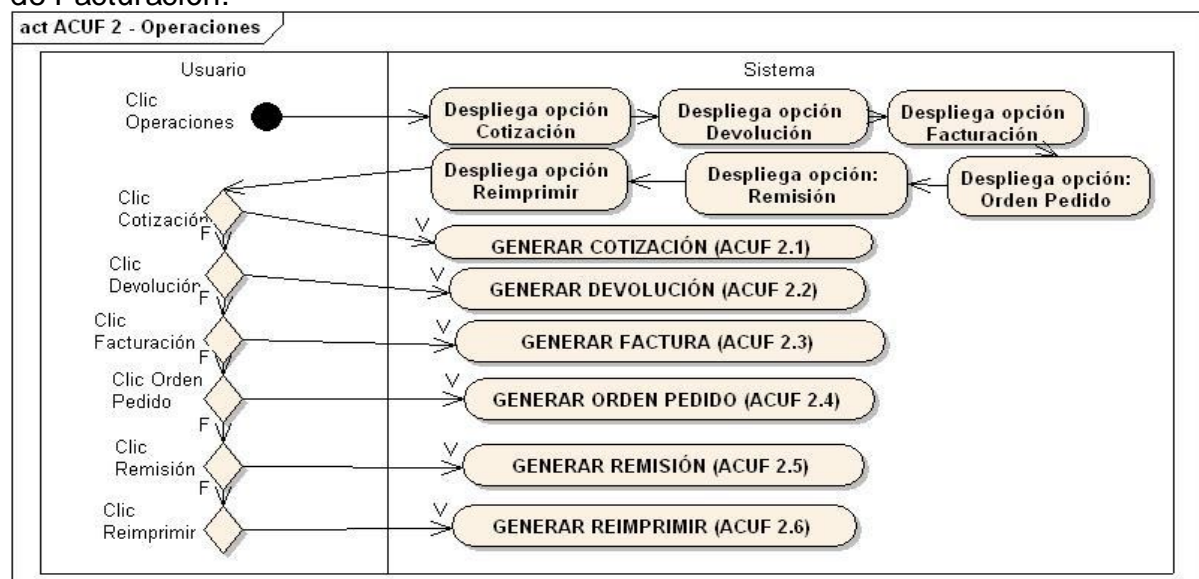 de Facturación.
act ACUF 2 - Operaciones
Usuario
Sistema
Clic
Operaciones
Despliega opción
Cotización
Despliega opción
Devolución
Despliega opción
Facturación
Despliega opción
Reimprimir
Despliega opción:
Remisión
Despliega opción:
Orden Pedido
Clic
Cotización
F
V
GENERAR COTIZACIÓN (ACUF 2.1)
Clic
Devolución
F
V
GENERAR DEVOLUCIÓN (ACUF 2.2)
Clic
Facturación
F
V
GENERAR FACTURA (ACUF 2.3)
Clic Orden
Pedido
F
V
GENERAR ORDEN PEDIDO (ACUF 2.4)
Clic
Remisión
F
V
GENERAR REMISIÓN (ACUF 2.5)
Clic
Reimprimir
V
GENERAR REIMPRIMIR (ACUF 2.6)